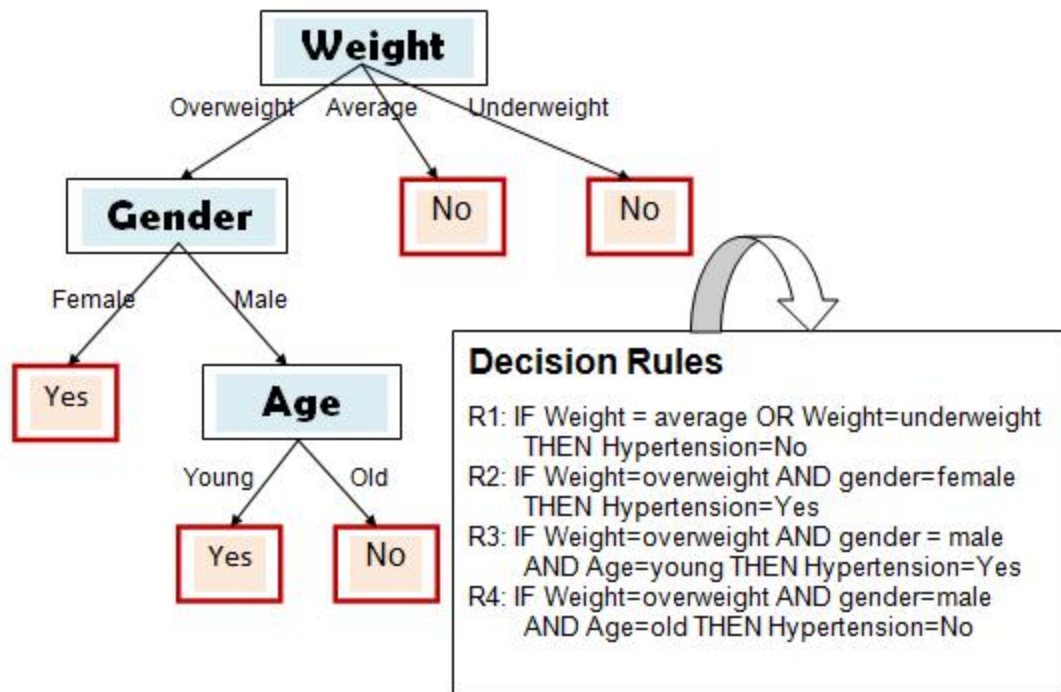 Weight
Overweight
Average
Underweight
Gender
No
No
Female
Male
Yes
Age
Young
Old
Yes
No
Decision Rules
R1: IF Weight = average OR Weight=underweight
THEN Hypertension=No
R2: IF Weight=overweight AND gender=female
THEN Hypertension=Yes
R3: IF Weight=overweight AND gender = male
AND Age=young THEN Hypertension=Yes
R4: IF Weight=overweight AND gender=male
AND Age=old THEN Hypertension=No